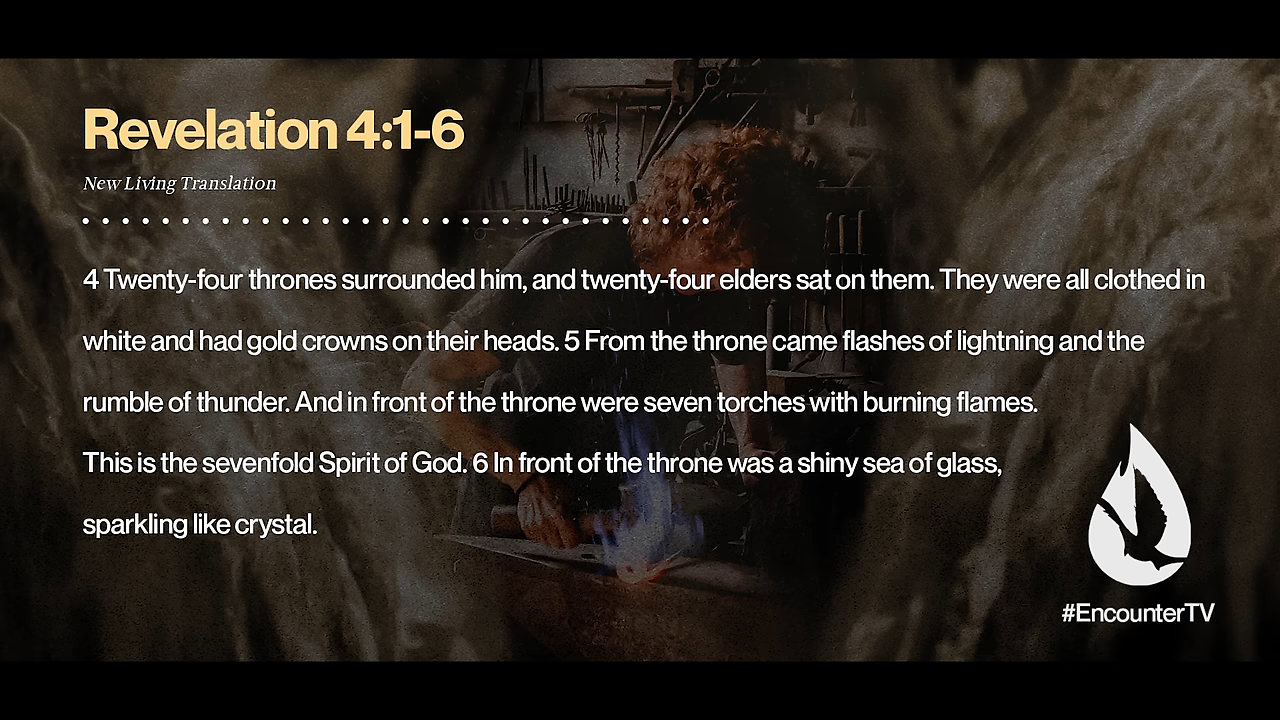 Revelation 4:1-6
New Living Translation
4 Twenty-four thrones surrounded him, and twenty-four elders sat on them. They were all clothed in
white and had gold crowns on their heads. 5 From the throne came flashes of lightning and the
rumble of thunder. And in front of the throne were seven torches with burning flames.
This is the sevenfold Spirit of God. 6 In front of the throne was a shiny sea of glass,
sparkling like crystal.
#EncounterTV